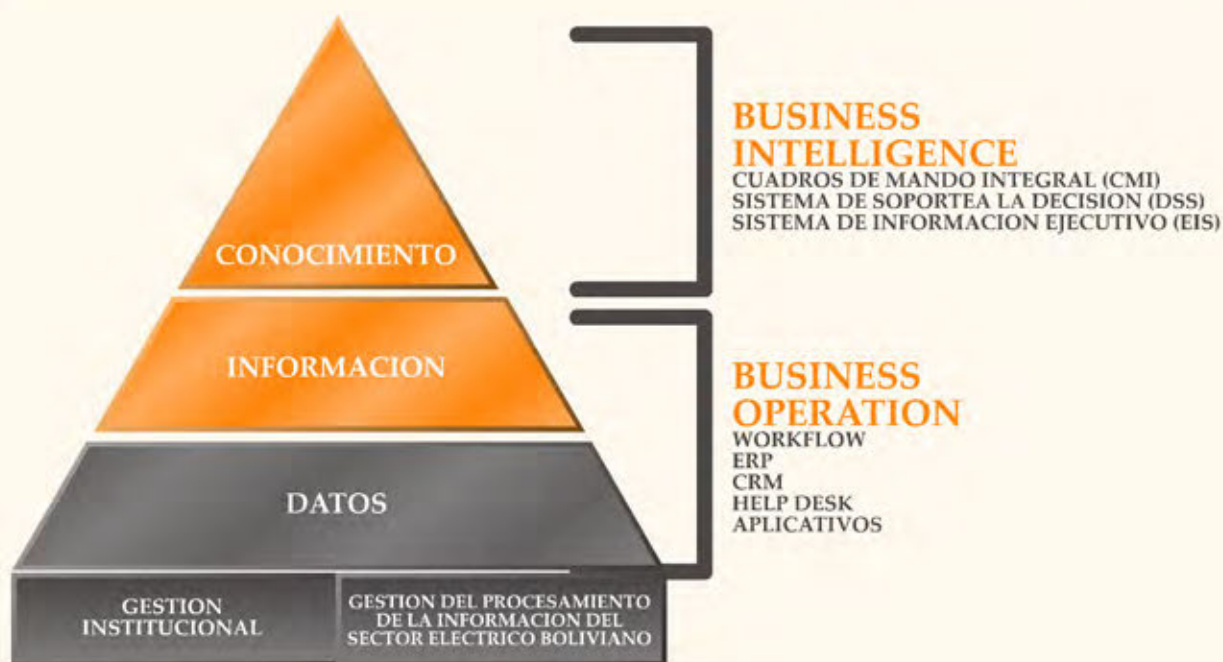 CONOCIMIENTO
INFORMACION
DATOS
GESTION
INSTITUCIONAL
GESTION DEL PROCESAMIENTO
DE LA INFORMACION DEL
SECTOR ELECTRICO BOLIVIANO
BUSINESS
INTELLIGENCE
CUADROS DE MANDO INTEGRAL (CMI)
SISTEMA DE SOPORTEA LA DECISION (DSS)
SISTEMA DE INFORMACION EJECUTIVO (EIS)
BUSINESS
OPERATION
WORKFLOW
ERP
CRM
HELP DESK
APLICATIVOS